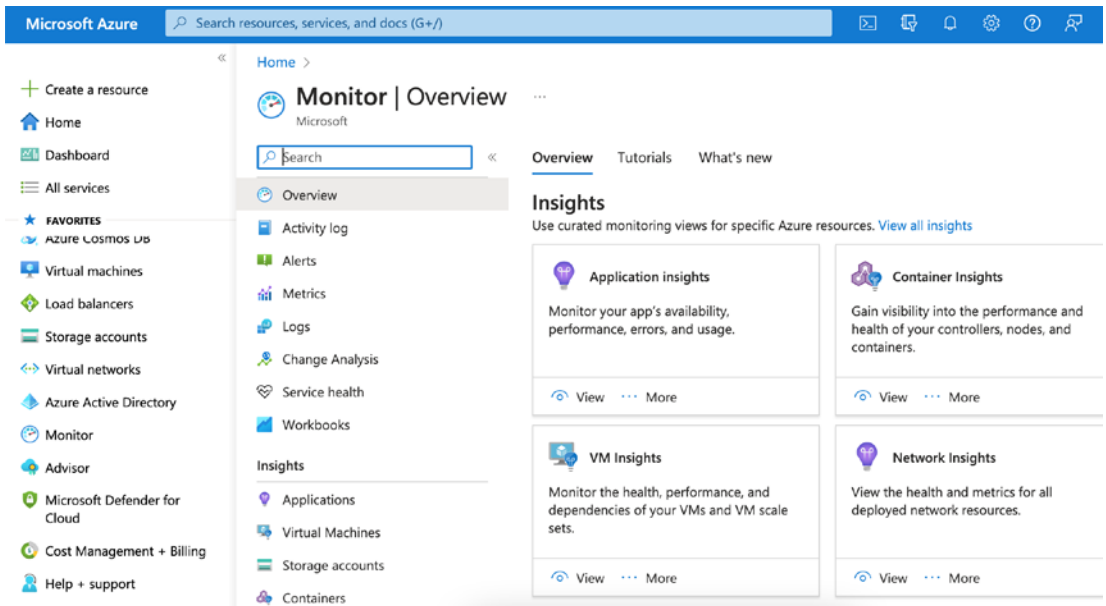 Microsoft Azure
Search resources, services, and docs (G+/)
Create a resource
Home
Dashboard
All services
FAVORITES
Azure Cosmos DB
Virtual machines
Load balancers
Storage accounts
Virtual networks
Azure Active Directory
Monitor
Advisor
Microsoft Defender for
Cloud
Cost Management + Billing
Help + support
Home >
Monitor | Overview ...
Microsoft
Search
Overview
Activity log
Alerts
Metrics
Logs
Change Analysis
Service health
Workbooks
Insights
Applications
Virtual Machines
Storage accounts
Containers
Overview Tutorials What's new
Insights
Use curated monitoring views for specific Azure resources. View all insights
Application insights
Monitor your app's availability,
performance, errors, and usage.
View ... More
Container Insights
Gain visibility into the performance and
health of your controllers, nodes, and
containers.
View ... More
VM Insights
Monitor the health, performance, and
dependencies of your VMs and VM scale
sets.
View ... More
Network Insights
View the health and metrics for all
deployed network resources.
View ... More